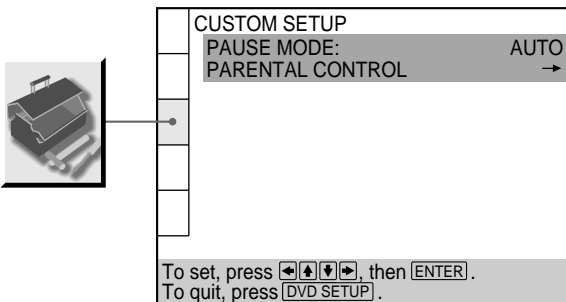 CUSTOM SETUP
PAUSE MODE: AUTO
PARENTAL CONTROL →
To set, press ←↑↓→, then ENTER.
To quit, press DVD SETUP.